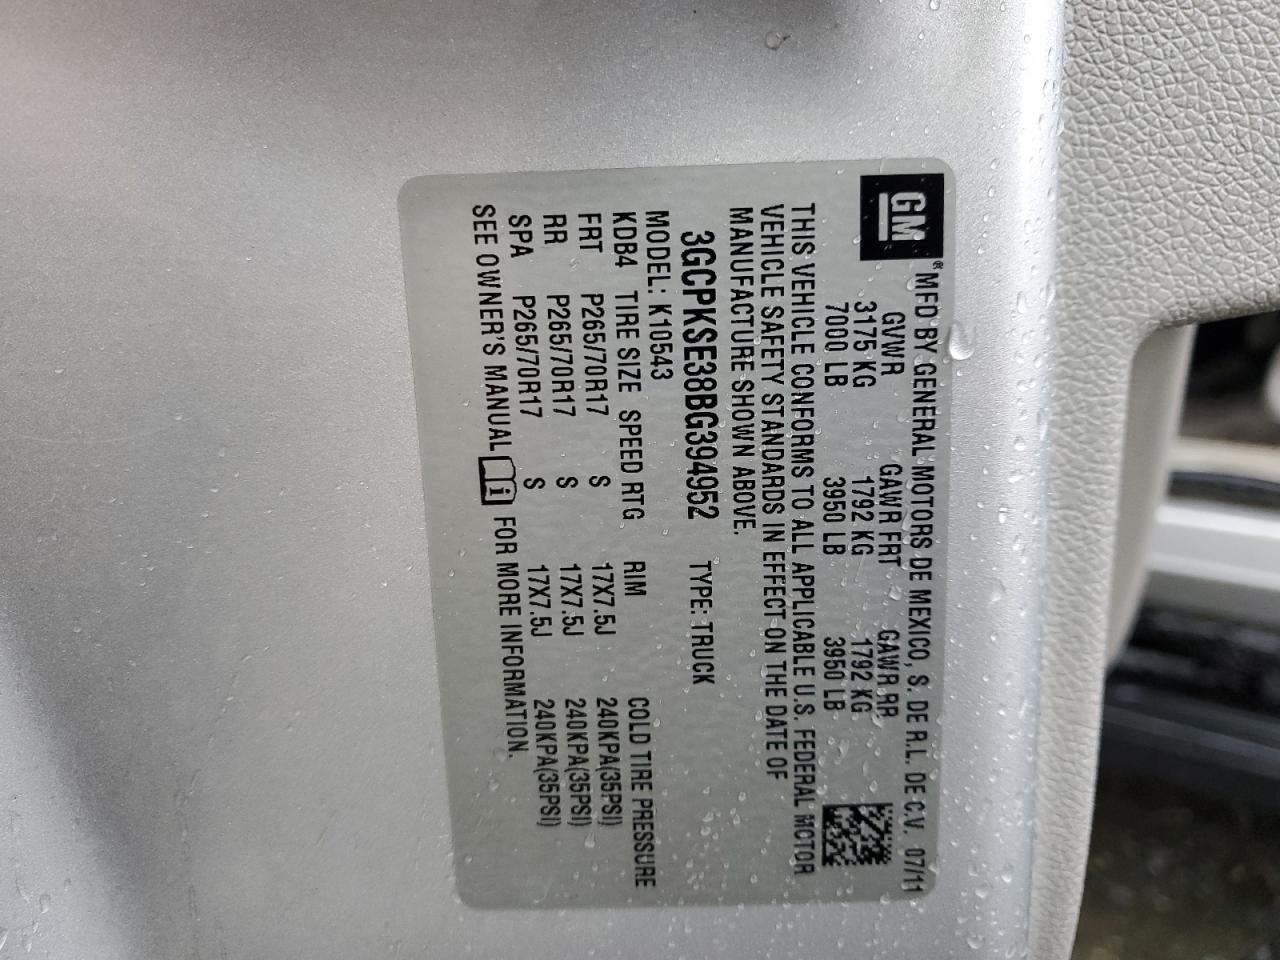 GM® MFD BY GENERAL MOTORS DE MEXICO, S. DE R.L. DE C.V. 07/11
GVWR GAWR FRT GAWR RR
3175 KG 1792 KG 1792 KG
7000 LB 3950 LB 3950 LB
THIS VEHICLE CONFORMS TO ALL APPLICABLE U.S. FEDERAL MOTOR
VEHICLE SAFETY STANDARDS IN EFFECT ON THE DATE OF
MANUFACTURE SHOWN ABOVE.
3GCPKSE38BG394952 TYPE: TRUCK
MODEL: K10543
KDB4 TIRE SIZE SPEED RTG RIM COLD TIRE PRESSURE
FRT P265/70R17 S 17X7.5J 240KPA(35PSI)
RR P265/70R17 S 17X7.5J 240KPA(35PSI)
SPA P265/70R17 S 17X7.5J 240KPA(35PSI)
SEE OWNER'S MANUAL i FOR MORE INFORMATION.